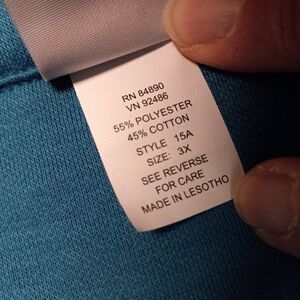 RN 84890
VN 92486
55% POLYESTER
45% COTTON
STYLE 15A
SIZE: 3X
SEE REVERSE
FOR CARE
MADE IN LESOTHO